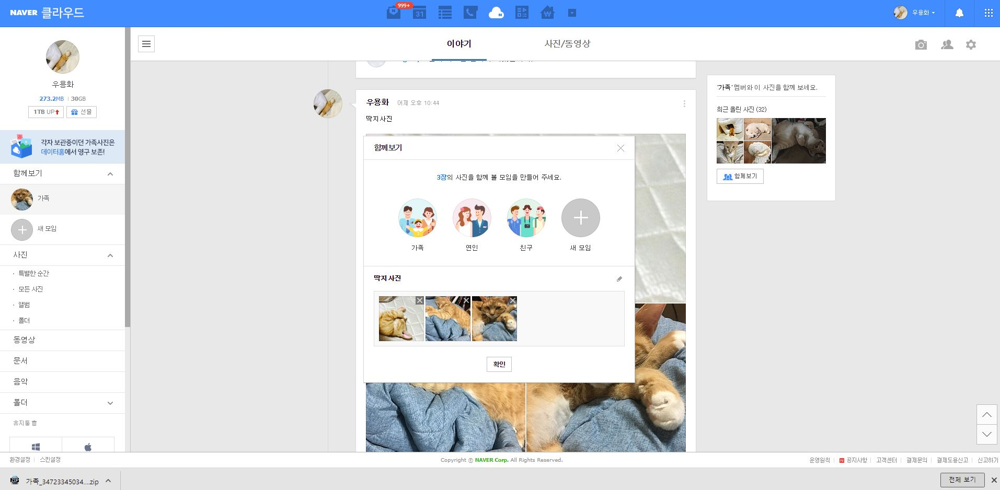 NAVER 클라우드
999+
31
우용화
이야기
사진/동영상
우용화
273.2MB | 30GB
1TB UP
선물
각자 보관중이던 가족사진은
데이터홈에서 영구 보존!
함께보기
가족
새 모임
사진
· 특별한 순간
· 모든 사진
· 앨범
· 폴더
동영상
문서
음악
폴더
휴지통
우용화 어제 오후 10:44
딱지 사진
함께보기
3장의 사진을 함께 볼 모임을 만들어 주세요.
가족
연인
친구
새 모임
딱지 사진
확인
'가족' 멤버와 이 사진을 함께 보세요.
최근 올린 사진 (32)
함께보기
환경설정 | 스킨설정
Copyright © NAVER Corp. All Rights Reserved.
운영원칙 | N 공지사항 | 고객센터 | 결제문의 | 결제도용신고 | 신고하기
ZIP
가족_34723345034....zip
전체 보기